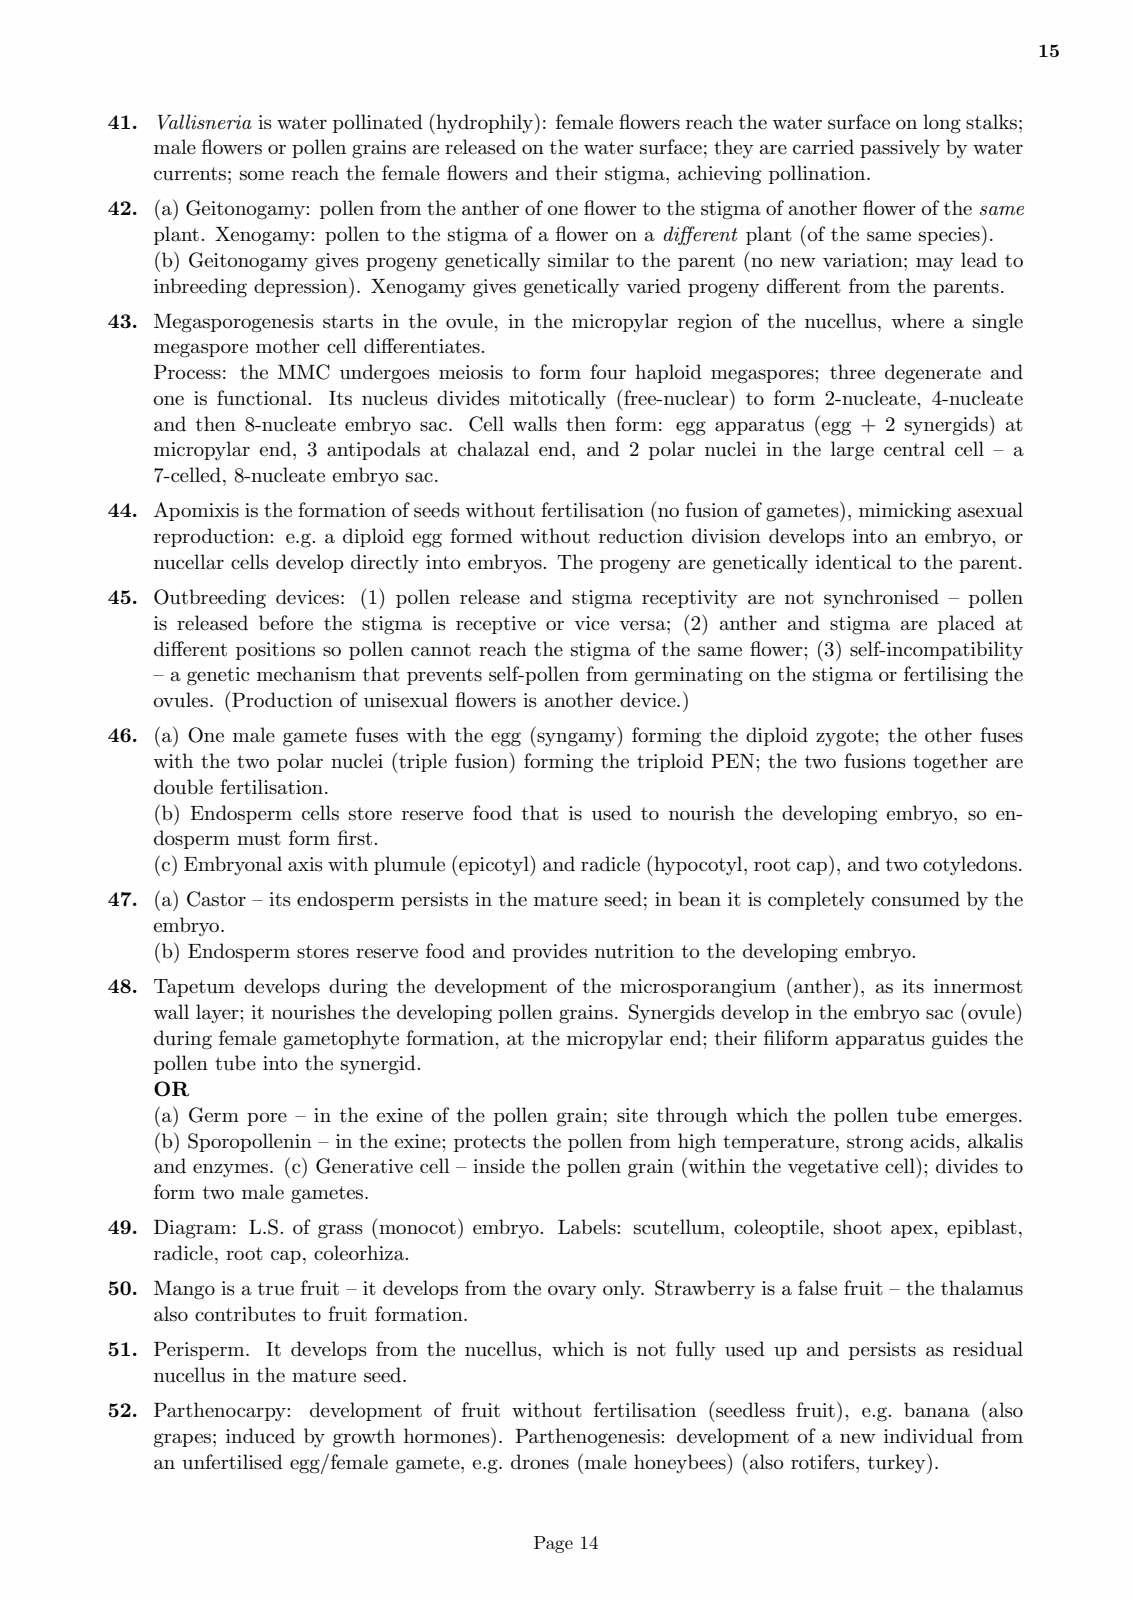 15
41. Vallisneria is water pollinated (hydrophily): female flowers reach the water surface on long stalks;
male flowers or pollen grains are released on the water surface; they are carried passively by water
currents; some reach the female flowers and their stigma, achieving pollination.
42. (a) Geitonogamy: pollen from the anther of one flower to the stigma of another flower of the same
plant. Xenogamy: pollen to the stigma of a flower on a different plant (of the same species).
(b) Geitonogamy gives progeny genetically similar to the parent (no new variation; may lead to
inbreeding depression). Xenogamy gives genetically varied progeny different from the parents.
43. Megasporogenesis starts in the ovule, in the micropylar region of the nucellus, where a single
megaspore mother cell differentiates.
Process: the MMC undergoes meiosis to form four haploid megaspores; three degenerate and
one is functional. Its nucleus divides mitotically (free-nuclear) to form 2-nucleate, 4-nucleate
and then 8-nucleate embryo sac. Cell walls then form: egg apparatus (egg + 2 synergids) at
micropylar end, 3 antipodals at chalazal end, and 2 polar nuclei in the large central cell – a
7-celled, 8-nucleate embryo sac.
44. Apomixis is the formation of seeds without fertilisation (no fusion of gametes), mimicking asexual
reproduction: e.g. a diploid egg formed without reduction division develops into an embryo, or
nucellar cells develop directly into embryos. The progeny are genetically identical to the parent.
45. Outbreeding devices: (1) pollen release and stigma receptivity are not synchronised – pollen
is released before the stigma is receptive or vice versa; (2) anther and stigma are placed at
different positions so pollen cannot reach the stigma of the same flower; (3) self-incompatibility
– a genetic mechanism that prevents self-pollen from germinating on the stigma or fertilising the
ovules. (Production of unisexual flowers is another device.)
46. (a) One male gamete fuses with the egg (syngamy) forming the diploid zygote; the other fuses
with the two polar nuclei (triple fusion) forming the triploid PEN; the two fusions together are
double fertilisation.
(b) Endosperm cells store reserve food that is used to nourish the developing embryo, so en-
dosperm must form first.
(c) Embryonal axis with plumule (epicotyl) and radicle (hypocotyl, root cap), and two cotyledons.
47. (a) Castor – its endosperm persists in the mature seed; in bean it is completely consumed by the
embryo.
(b) Endosperm stores reserve food and provides nutrition to the developing embryo.
48. Tapetum develops during the development of the microsporangium (anther), as its innermost
wall layer; it nourishes the developing pollen grains. Synergids develop in the embryo sac (ovule)
during female gametophyte formation, at the micropylar end; their filiform apparatus guides the
pollen tube into the synergid.
OR
(a) Germ pore – in the exine of the pollen grain; site through which the pollen tube emerges.
(b) Sporopollenin – in the exine; protects the pollen from high temperature, strong acids, alkalis
and enzymes. (c) Generative cell – inside the pollen grain (within the vegetative cell); divides to
form two male gametes.
49. Diagram: L.S. of grass (monocot) embryo. Labels: scutellum, coleoptile, shoot apex, epiblast,
radicle, root cap, coleorhiza.
50. Mango is a true fruit – it develops from the ovary only. Strawberry is a false fruit – the thalamus
also contributes to fruit formation.
51. Perisperm. It develops from the nucellus, which is not fully used up and persists as residual
nucellus in the mature seed.
52. Parthenocarpy: development of fruit without fertilisation (seedless fruit), e.g. banana (also
grapes; induced by growth hormones). Parthenogenesis: development of a new individual from
an unfertilised egg/female gamete, e.g. drones (male honeybees) (also rotifers, turkey).
Page 14